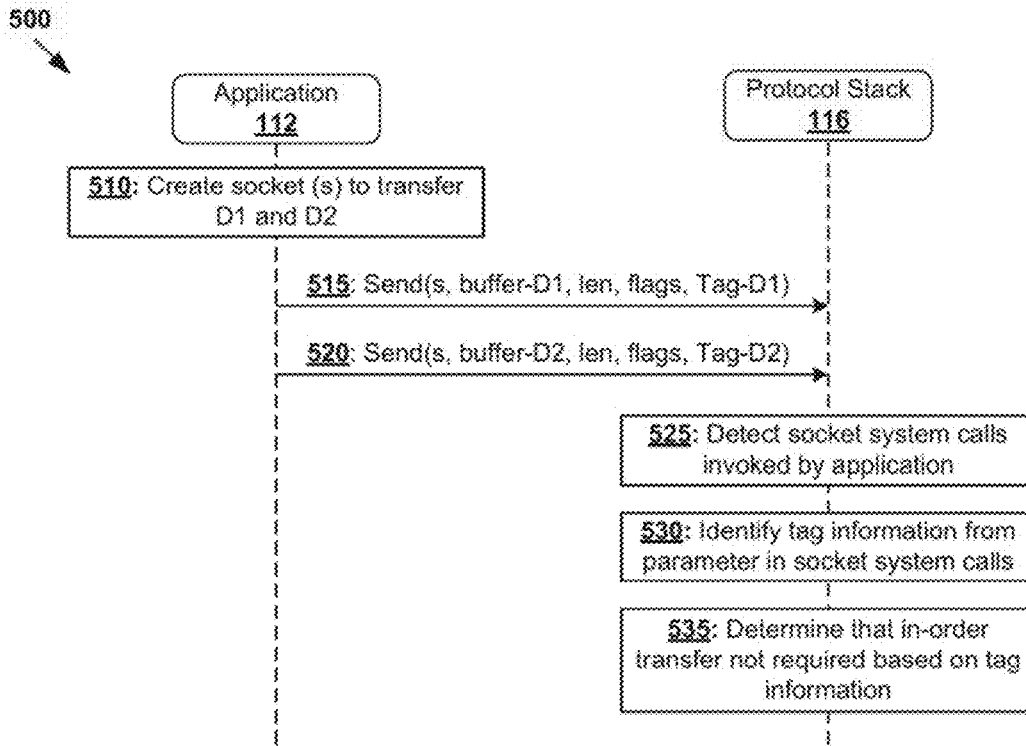 500
Application
112
Protocol Stack
116
510: Create socket (s) to transfer
D1 and D2
515: Send(s, buffer-D1, len, flags, Tag-D1)
520: Send(s, buffer-D2, len, flags, Tag-D2)
525: Detect socket system calls
invoked by application
530: Identify tag information from
parameter in socket system calls
535: Determine that in-order
transfer not required based on tag
information